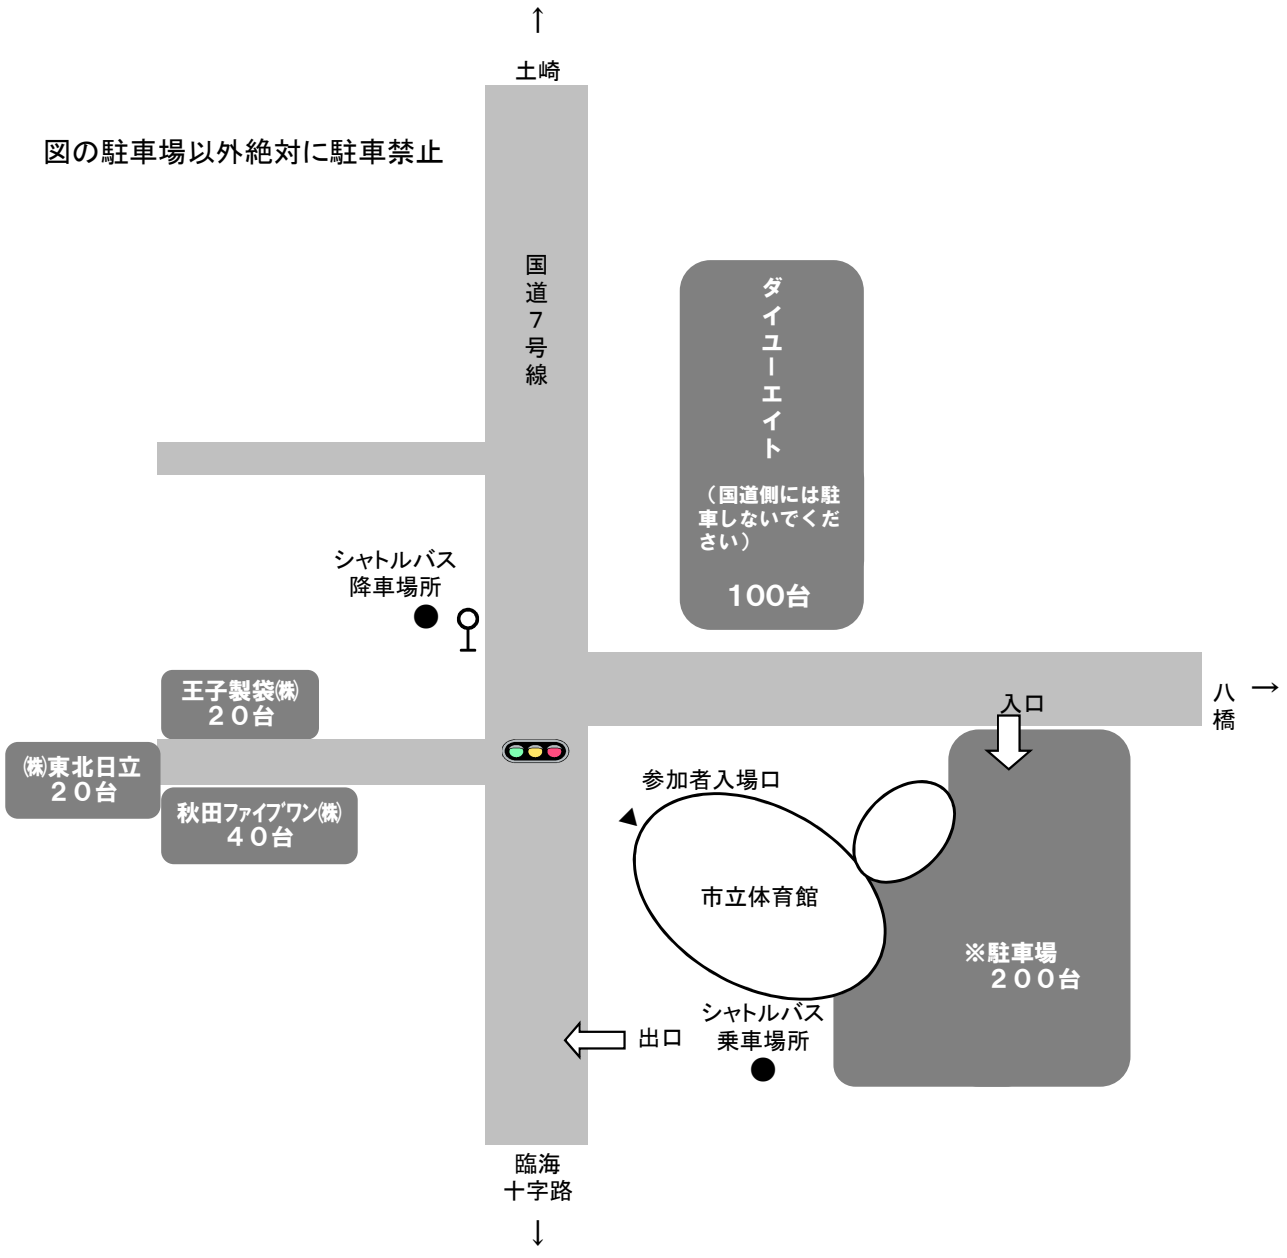 ↑
土崎
図の駐車場以外絶対に駐車禁止
国道７号線
ダイユーエイト
（国道側には駐
車しないでくだ
さい）
１００台
シャトルバス
降車場所
王子製袋㈱
２０台
㈱東北日立
２０台
秋田ファイブワン㈱
４０台
八橋 →
入口
参加者入場口
市立体育館
※駐車場
２００台
シャトルバス
乗車場所
出口
臨海
十字路
↓